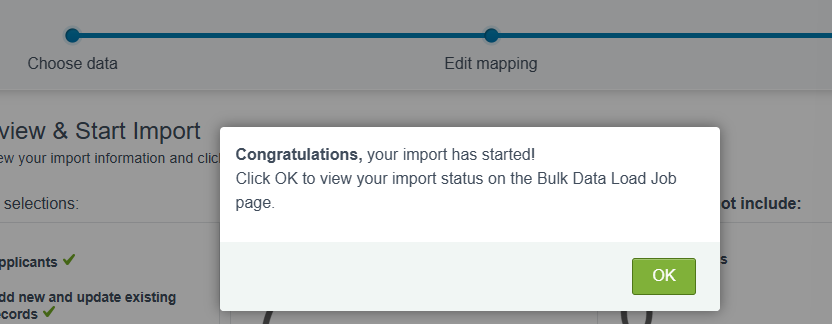 Choose data
Edit mapping
view & Start Import
ew your import information and clic
Congratulations, your import has started!
Click OK to view your import status on the Bulk Data Load Job
page.
selections:
ot include:
pplicants
s
OK
dd new and update existing
ecords